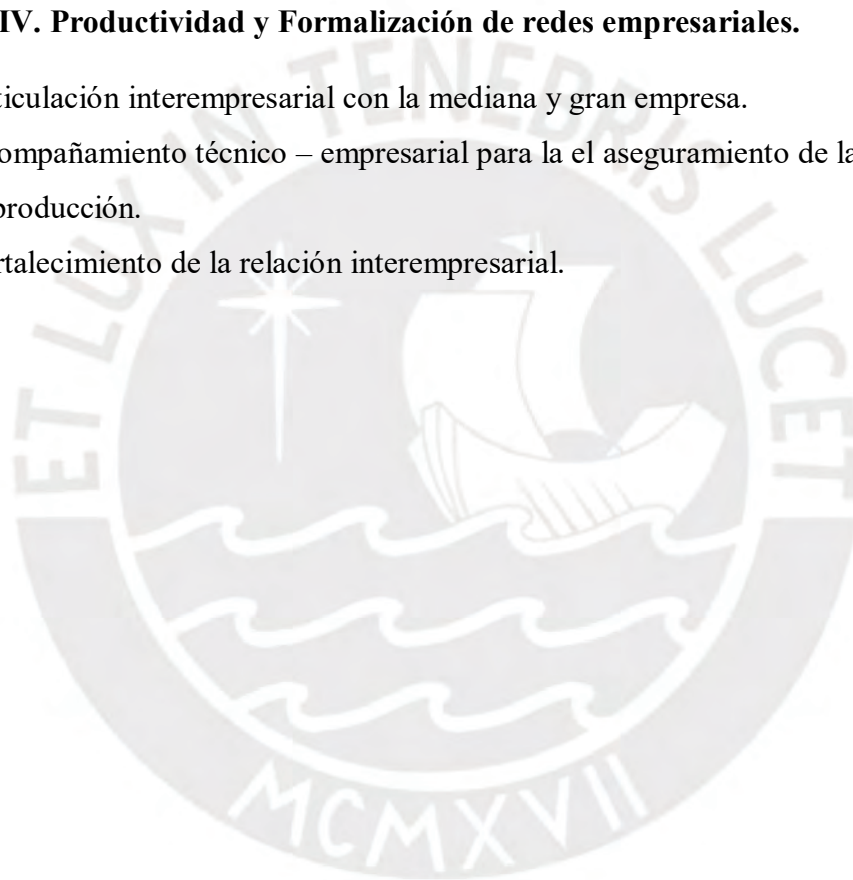 IV. Productividad y Formalización de redes empresariales.
ticulación interempresarial con la mediana y gran empresa.
ompañamiento técnico – empresarial para la el aseguramiento de la
producción.
rtalecimiento de la relación interempresarial.
ET LUX IN TENEBRIS LUCET
MCMXVII